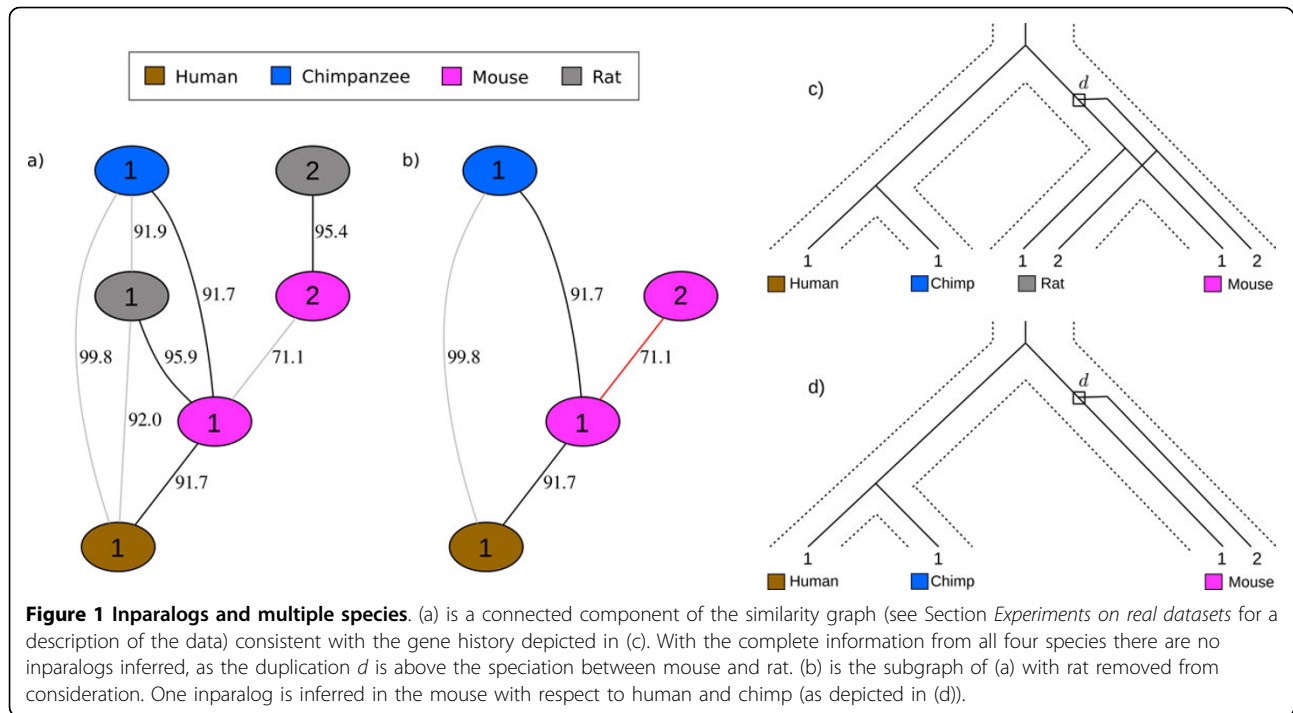 Human Chimpanzee Mouse Rat
a)
1
2
91.9
95.4
1
2
91.7
99.8
95.9
71.1
92.0
1
91.7
1
b)
1
91.7
2
99.8
71.1
1
91.7
1
c)
d
1 1 1 2 1 2
Human Chimp Rat Mouse
d)
d
1 1 1 2
Human Chimp Mouse
Figure 1 Inparalogs and multiple species. (a) is a connected component of the similarity graph (see Section Experiments on real datasets for a
description of the data) consistent with the gene history depicted in (c). With the complete information from all four species there are no
inparalogs inferred, as the duplication d is above the speciation between mouse and rat. (b) is the subgraph of (a) with rat removed from
consideration. One inparalog is inferred in the mouse with respect to human and chimp (as depicted in (d)).